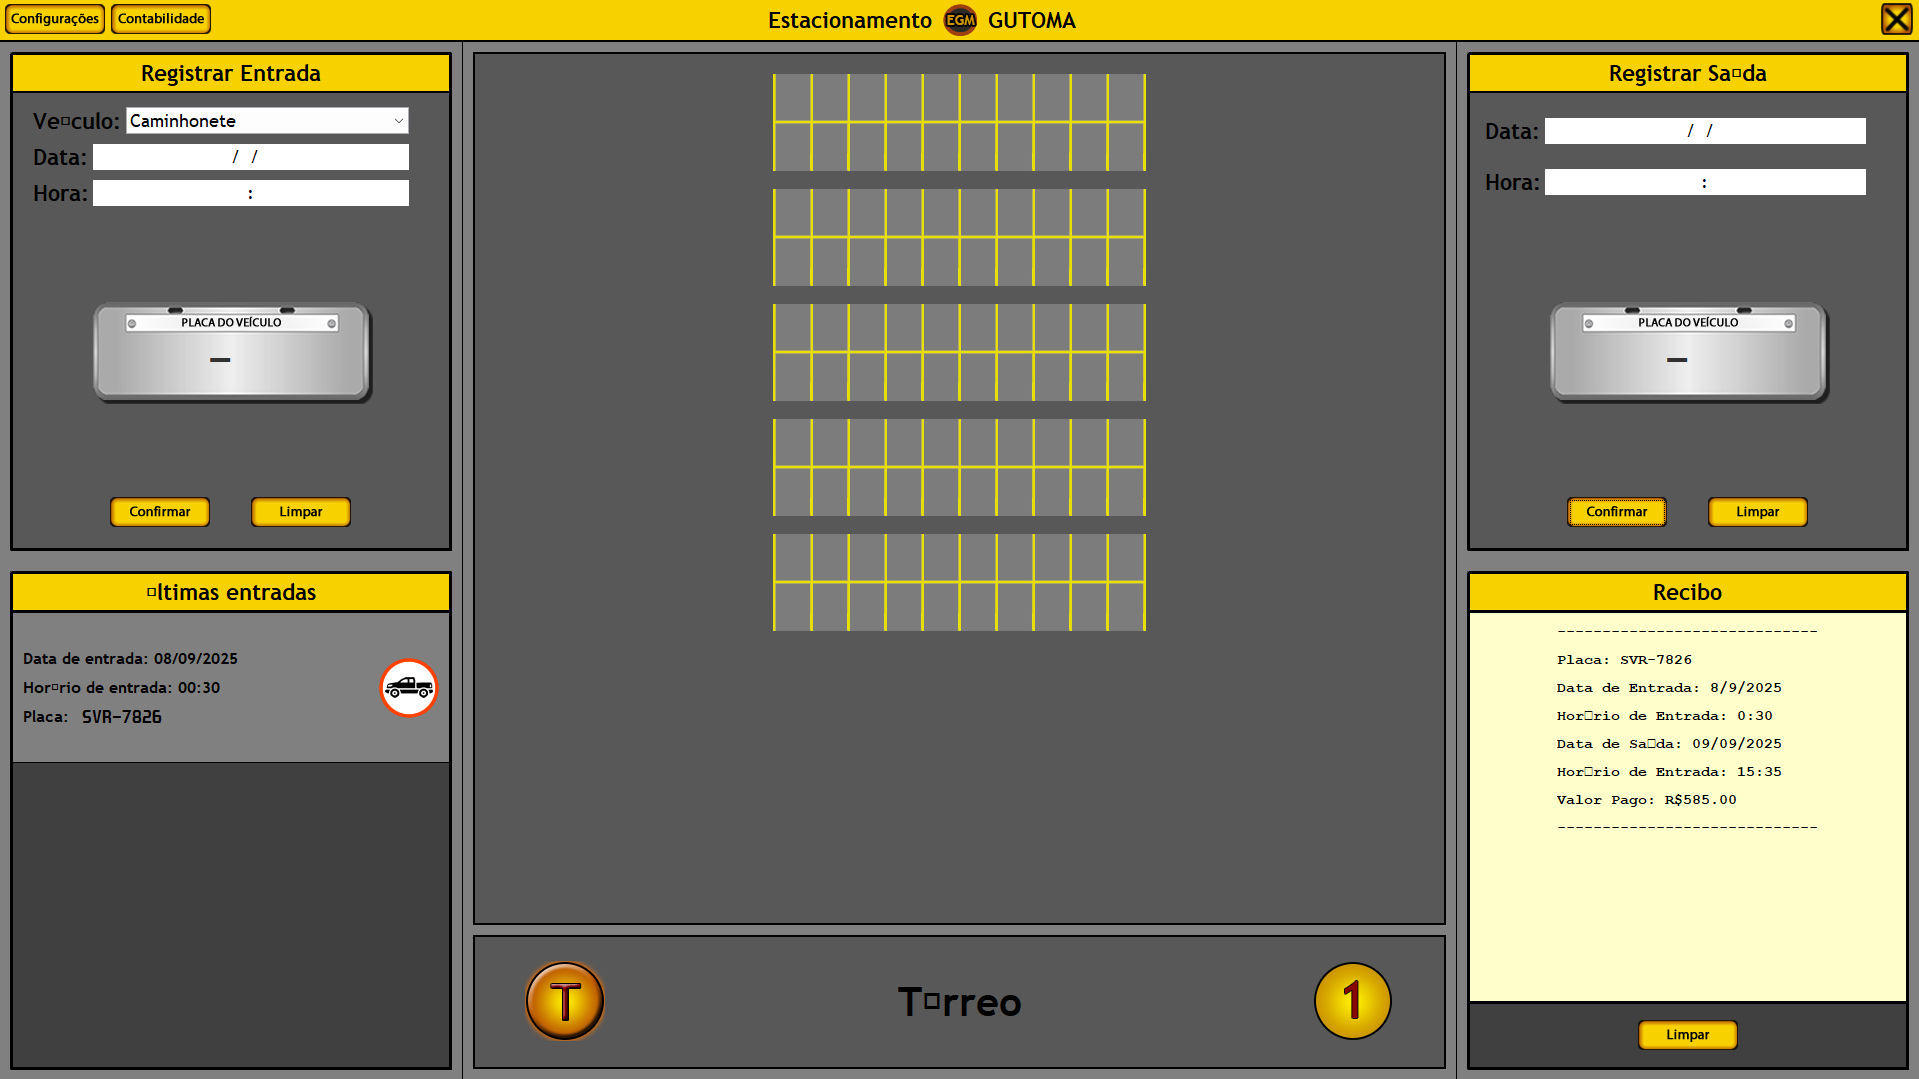 Configurações Contabilidade
Estacionamento EGM GUTOMA
Registrar Entrada
Ve□culo: Caminhonete
Data: / /
Hora: :
PLACA DO VEÍCULO
-
Confirmar Limpar
□ltimas entradas
Data de entrada: 08/09/2025
Hor□rio de entrada: 00:30
Placa: SVR-7826
T T□rreo 1
Registrar Sa□da
Data: / /
Hora: :
PLACA DO VEÍCULO
-
Confirmar Limpar
Recibo
-----------------------------
Placa: SVR-7826
Data de Entrada: 8/9/2025
Hor□rio de Entrada: 0:30
Data de Sa□da: 09/09/2025
Hor□rio de Entrada: 15:35
Valor Pago: R$585.00
-----------------------------
Limpar